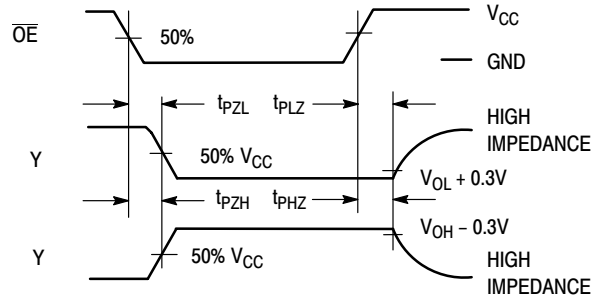 V_CC
OE
50%
GND
t_PZL t_PLZ
HIGH
IMPEDANCE
Y
50% V_CC
V_OL + 0.3V
t_PZH t_PHZ
V_OH − 0.3V
Y
50% V_CC
HIGH
IMPEDANCE